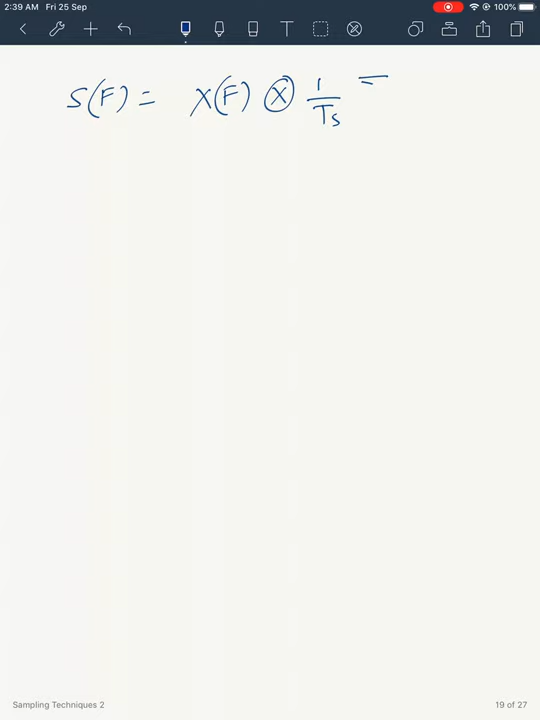 2:39 AM Fri 25 Sep 100%
S(F) = X(F) ⊗ 1/Ts =
Sampling Techniques 2 19 of 27